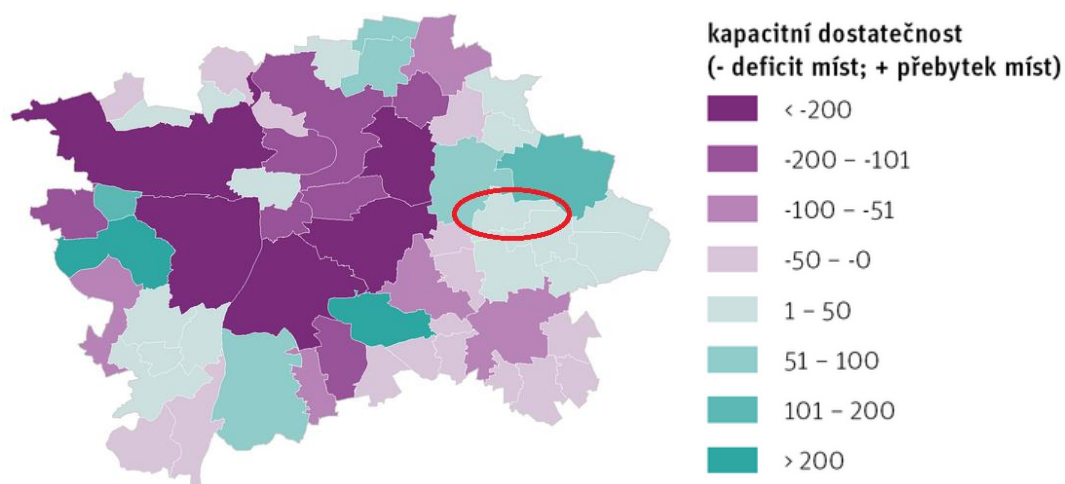 kapacitní dostatečnost
(- deficit míst; + přebytek míst)
< -200
-200 – -101
-100 – -51
-50 – -0
1 – 50
51 – 100
101 – 200
> 200